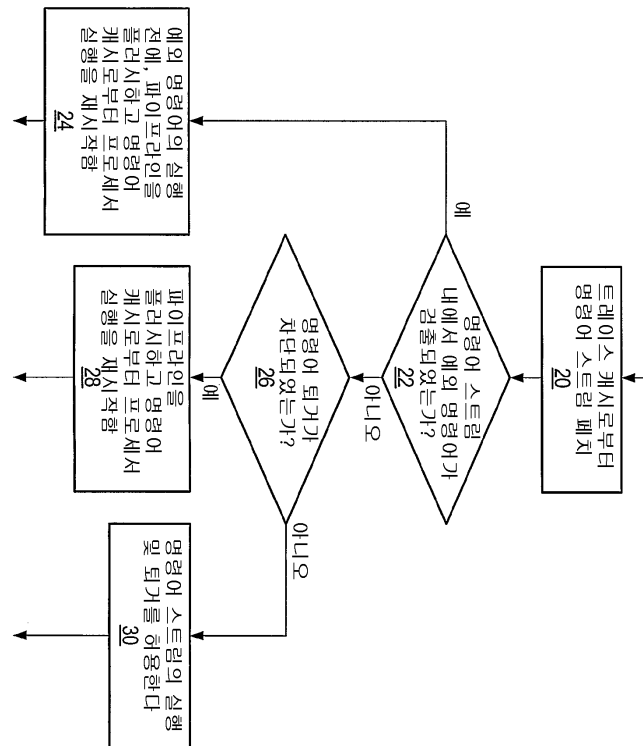 트레이스 캐시로부터
명령어 스트림 페치
20
명령어 스트림
내에서 예외 명령어가
검출되었는가?
22
예
아니오
예외 명령어의 실행
전에, 파이프라인을
플러시하고 명령어
캐시로부터 프로세서
실행을 재시작함
24
명령어 퇴거가
차단되었는가?
26
예
아니오
파이프라인을
플러시하고 명령어
캐시로부터 프로세서
실행을 재시작함
28
명령어 스트림의 실행
및 퇴거를 허용한다
30